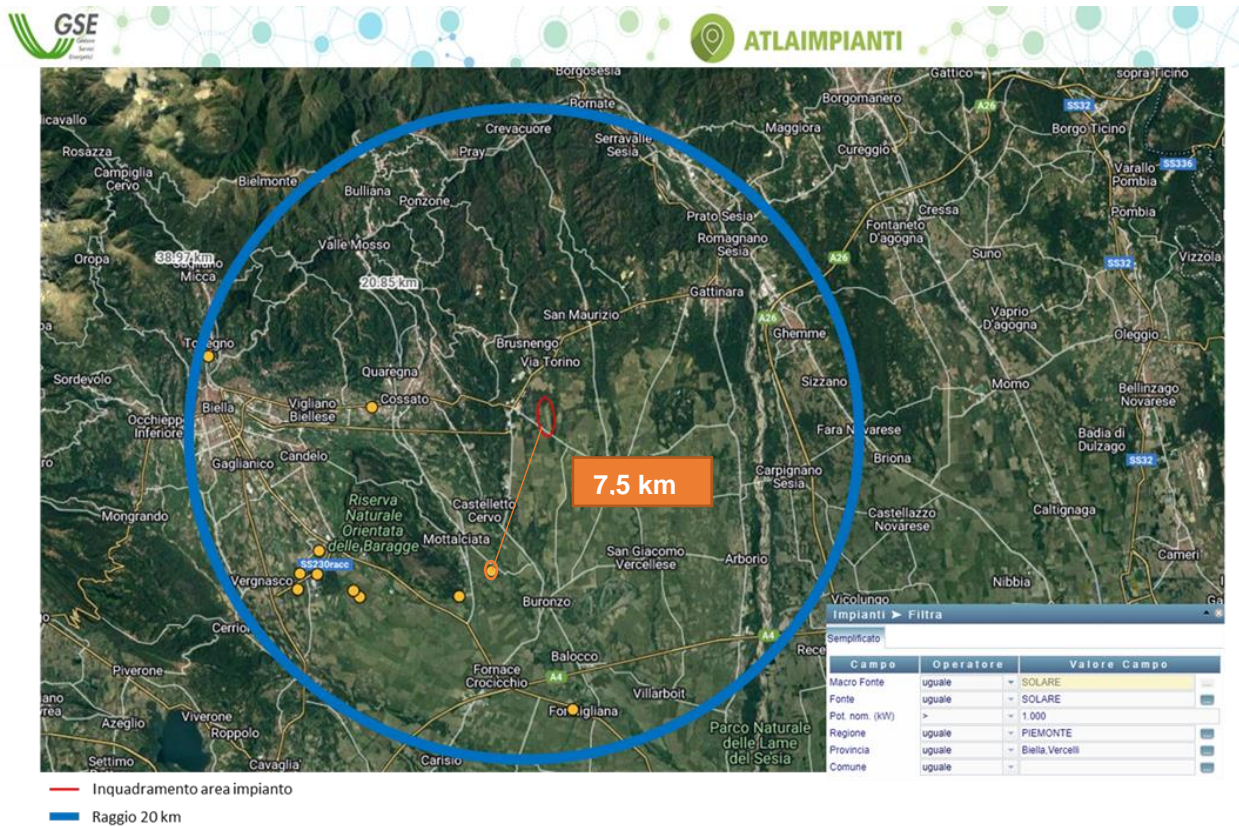 GSE
Gestore
Servizi
Energetici
ATLAIMPIANTI
Borgosesia
Gattico
sopra Ticino
Bornate
Borgomanero
A26
SS32
licavallo
Crevacuore
Serravalle
Sesia
Maggiora
Borgo Ticino
Rosazza
Pray
Cureggio
Varallo
Pombia
SS336
Campiglia
Cervo
Bielmonte
Bulliana
Ponzone
Prato Sesia
Cressa
Pombia
Romagnano
Sesia
Fontaneto
D'agogna
Valle Mosso
Suno
Oropa
38.97 km
Micca
A26
SS32
Vizzola
20.85 km
Gattinara
San Maurizio
A26
Vaprio
D'agogna
Ghemme
Oleggio
Brusnengo
Via Torino
Quaregna
Sordevolo
Sizzano
Momo
Bellinzago
Novarese
Biella
Vigliano
Biellese
Cossato
Occhieppo
Inferiore
Fara Novarese
Badia di
Dulzago
Candelo
Gaglianico
Briona
SS32
7,5 km
Carpignano
Sesia
Riserva
Naturale
Orientata
delle Baragge
Castelletto
Cervo
Mongrando
Castellazzo
Novarese
Caltignaga
Mottalciata
San Giacomo
Vercellese
Arborio
Cameri
SS230racc
Vergnasco
Nibbia
Buronzo
Vicolungo
Cerrion
A4
Rece
Balocco
Piverone
Fornace
Crocicchio
A4
Villarboit
Azeglio
Viverone
Roppolo
Formigliana
Parco Naturale
delle Lame
del Sesia
Settimo
Cavaglià
Carisio
Impianti ➤ Filtra
Semplificato
Campo Operatore Valore Campo
Macro Fonte uguale SOLARE
Fonte uguale SOLARE
Pot. nom. (kW) > 1.000
Regione uguale PIEMONTE
Provincia uguale Biella,Vercelli
Comune uguale
Inquadramento area impianto
Raggio 20 km